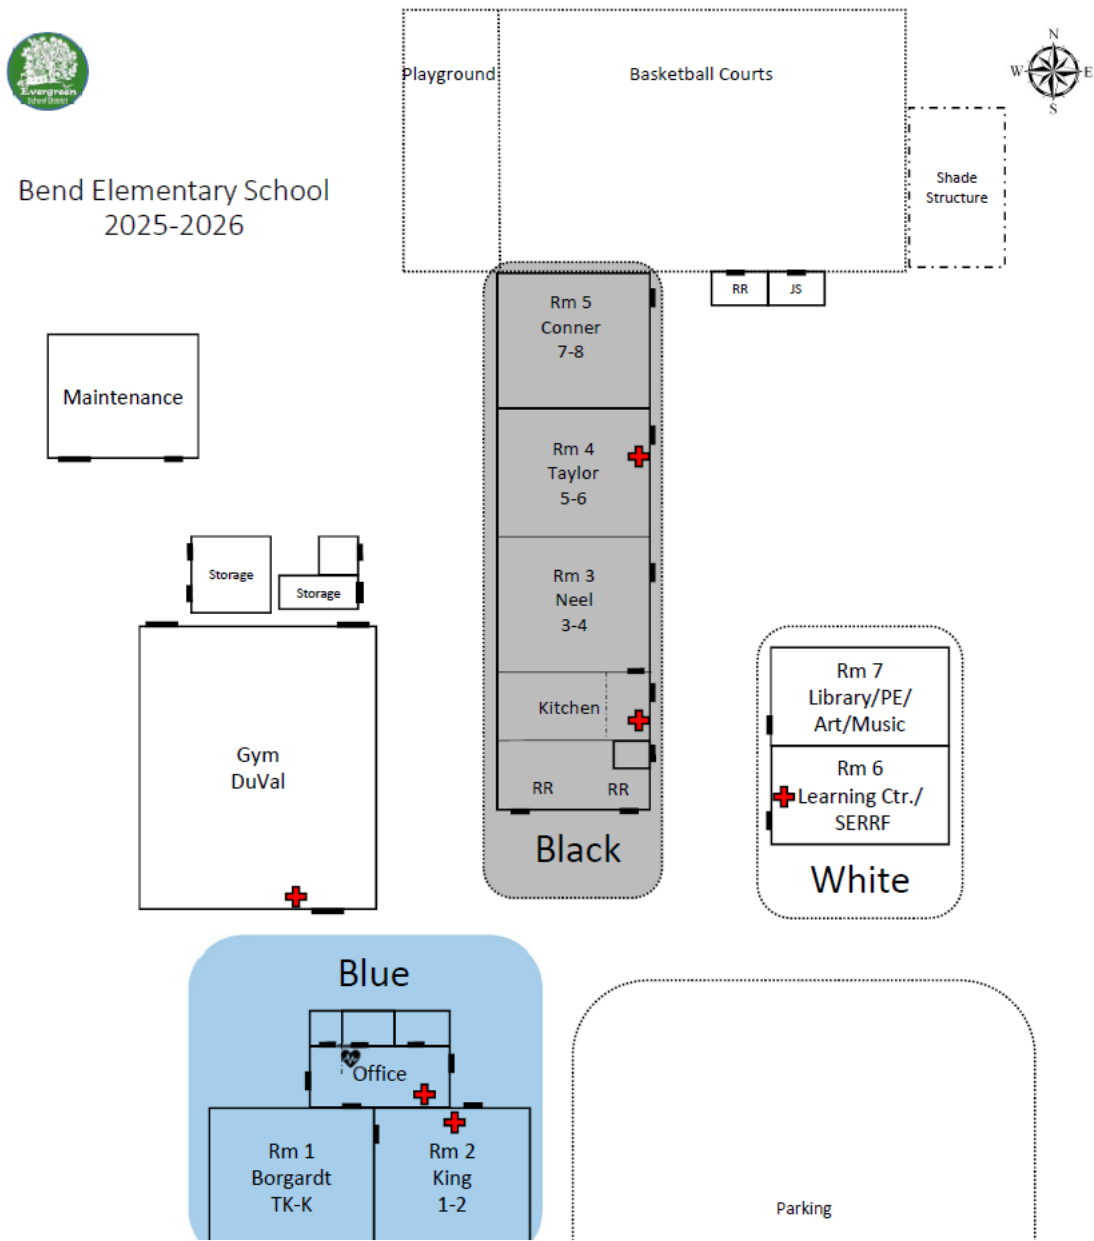 Evergreen
School District
Bend Elementary School
2025-2026
Playground
Basketball Courts
N
W
E
S
Shade
Structure
RR
JS
Rm 5
Conner
7-8
Maintenance
Rm 4
Taylor
5-6
Storage
Storage
Rm 3
Neel
3-4
Kitchen
RR
RR
Black
Gym
DuVal
Rm 7
Library/PE/
Art/Music
Rm 6
Learning Ctr./
SERRF
White
Blue
Office
Rm 1
Borgardt
TK-K
Rm 2
King
1-2
Parking